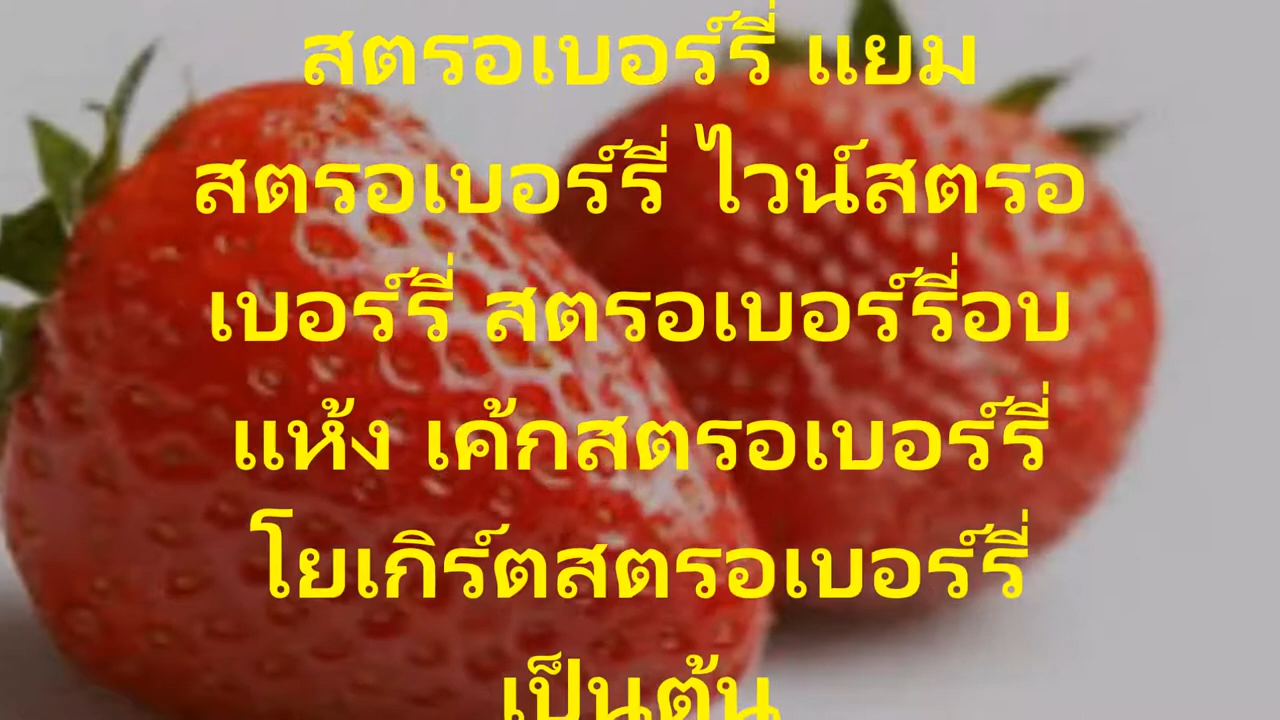 สตรอเบอร์รี่ แยม
สตรอเบอร์รี่ ไวน์สตรอ
เบอร์รี่ สตรอเบอร์รี่อบ
แห้ง เค้กสตรอเบอร์รี่
โยเกิร์ตสตรอเบอร์รี่
เป็นต้น